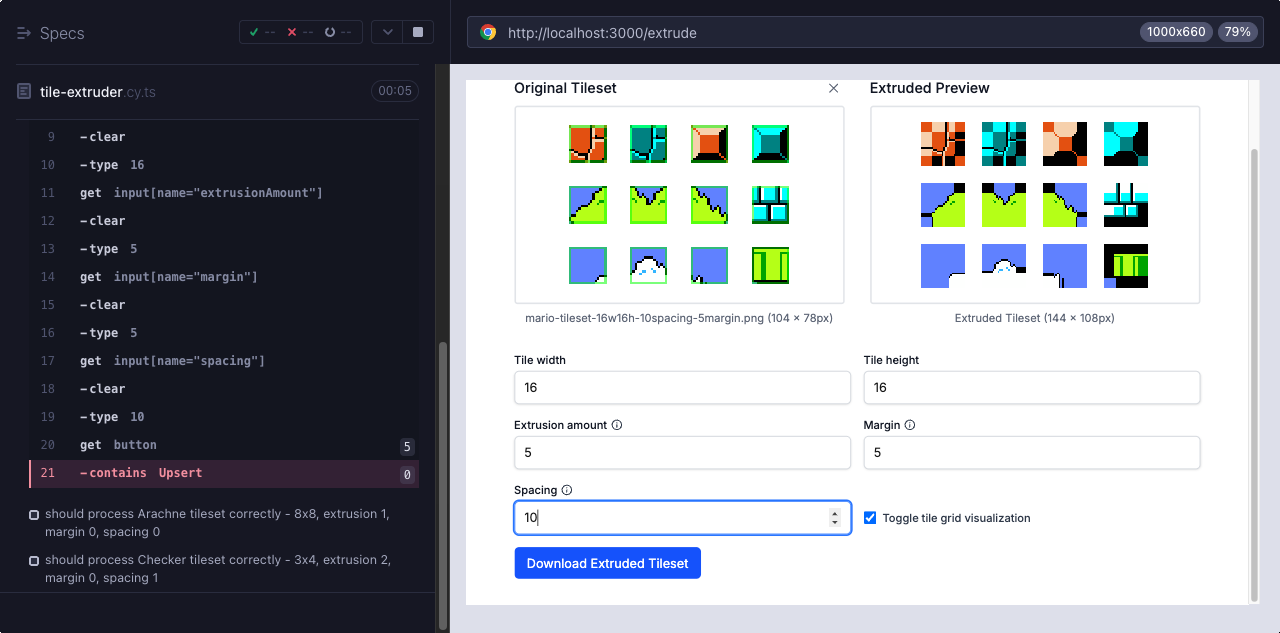 Specs
-- -- --
tile-extruder.cy.ts
00:05
9 -clear
10 -type 16
11 get input[name="extrusionAmount"]
12 -clear
13 -type 5
14 get input[name="margin"]
15 -clear
16 -type 5
17 get input[name="spacing"]
18 -clear
19 -type 10
20 get button 5
21 -contains Upsert 0
should process Arachne tileset correctly - 8x8, extrusion 1,
margin 0, spacing 0
should process Checker tileset correctly - 3x4, extrusion 2,
margin 0, spacing 1
http://localhost:3000/extrude
1000x660 79%
Original Tileset
Extruded Preview
mario-tileset-16w16h-10spacing-5margin.png (104 × 78px)
Extruded Tileset (144 × 108px)
Tile width
Tile height
16
16
Extrusion amount
Margin
5
5
Spacing
10
Toggle tile grid visualization
Download Extruded Tileset